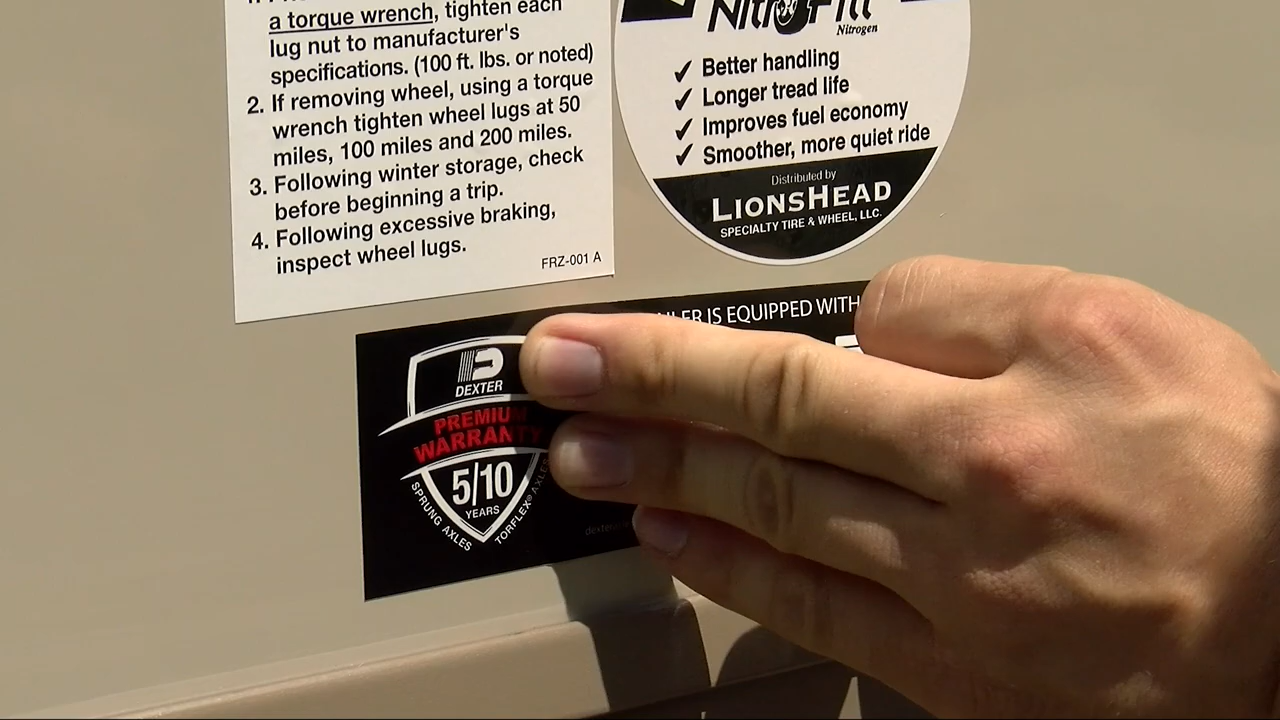 a torque wrench, tighten each
lug nut to manufacturer's
specifications. (100 ft. lbs. or noted)
2. If removing wheel, using a torque
wrench tighten wheel lugs at 50
miles, 100 miles and 200 miles.
3. Following winter storage, check
before beginning a trip.
4. Following excessive braking,
inspect wheel lugs.
FRZ-001 A
NitroFill
Nitrogen
✓ Better handling
✓ Longer tread life
✓ Improves fuel economy
✓ Smoother, more quiet ride
Distributed by
LIONSHEAD
SPECIALTY TIRE & WHEEL, LLC.
IS EQUIPPED WITH
DEXTER
PREMIUM
WARRANTY
5/10
YEARS
SPRUNG AXLES
TORFLEX® AXLES